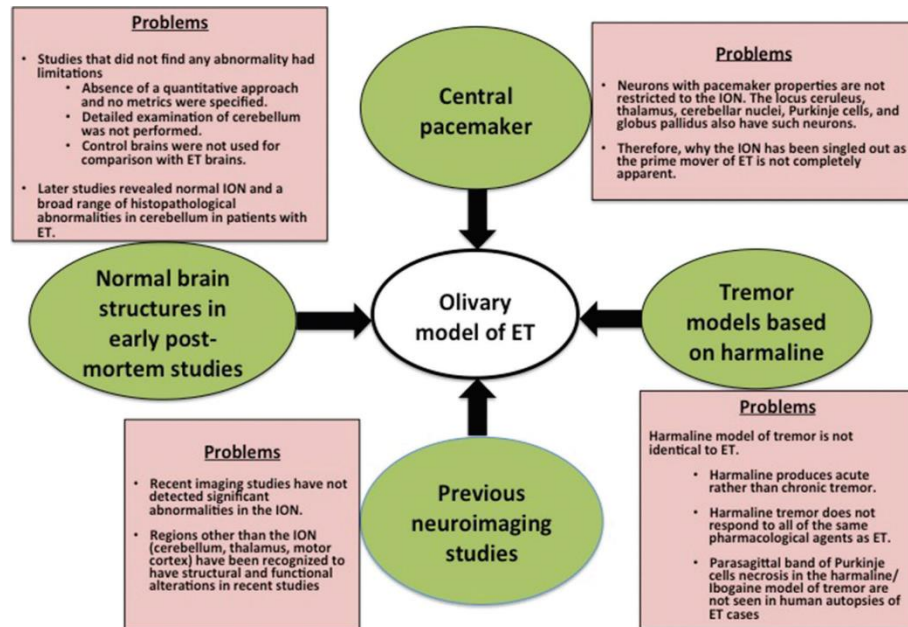 Problems
• Studies that did not find any abnormality had
limitations
• Absence of a quantitative approach
and no metrics were specified.
• Detailed examination of cerebellum
was not performed.
• Control brains were not used for
comparison with ET brains.
• Later studies revealed normal ION and a
broad range of histopathological
abnormalities in cerebellum in patients with
ET.
Central
pacemaker
Problems
• Neurons with pacemaker properties are not
restricted to the ION. The locus ceruleus,
thalamus, cerebellar nuclei, Purkinje cells, and
globus pallidus also have such neurons.
• Therefore, why the ION has been singled out as
the prime mover of ET is not completely
apparent.
Normal brain
structures in
early post-
mortem studies
Olivary
model of ET
Tremor
models based
on harmaline
Problems
• Recent imaging studies have not
detected significant
abnormalities in the ION.
• Regions other than the ION
(cerebellum, thalamus, motor
cortex) have been recognized to
have structural and functional
alterations in recent studies
Previous
neuroimaging
studies
Problems
Harmaline model of tremor is not
identical to ET.
• Harmaline produces acute
rather than chronic tremor.
• Harmaline tremor does not
respond to all of the same
pharmacological agents as ET.
• Parasagittal band of Purkinje
cells necrosis in the harmaline/
Ibogaine model of tremor are
not seen in human autopsies of
ET cases